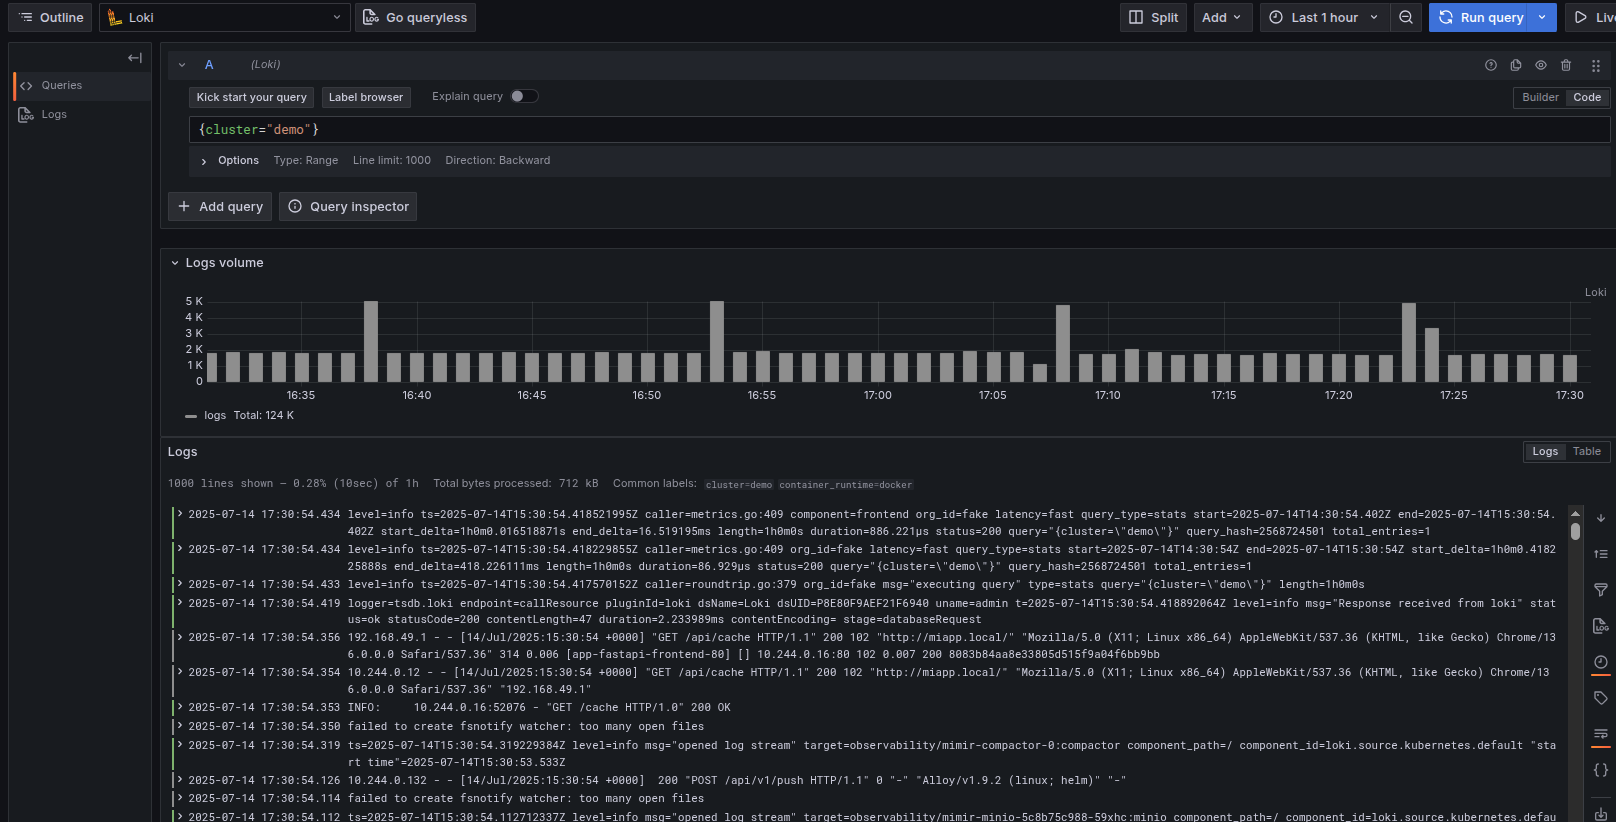 Outline
Loki
Go queryless
Split
Add
Last 1 hour
Run query
Live
Queries
Logs
A (Loki)
Kick start your query
Label browser
Explain query
Builder
Code
{cluster="demo"}
Options Type: Range Line limit: 1000 Direction: Backward
+ Add query
Query inspector
Logs volume
Loki
5 K
4 K
3 K
2 K
1 K
0
16:35 16:40 16:45 16:50 16:55 17:00 17:05 17:10 17:15 17:20 17:25 17:30
logs Total: 124 K
Logs
Logs Table
1000 lines shown — 0.28% (10sec) of 1h Total bytes processed: 712 kB Common labels: cluster=demo container_runtime=docker
2025-07-14 17:30:54.434 level=info ts=2025-07-14T15:30:54.418521995Z caller=metrics.go:409 component=frontend org_id=fake latency=fast query_type=stats start=2025-07-14T14:30:54.402Z end=2025-07-14T15:30:54.
402Z start_delta=1h0m0.016518871s end_delta=16.519195ms length=1h0m0s duration=886.221µs status=200 query="{cluster=\"demo\"}" query_hash=2568724501 total_entries=1
2025-07-14 17:30:54.434 level=info ts=2025-07-14T15:30:54.418229855Z caller=metrics.go:409 org_id=fake latency=fast query_type=stats start=2025-07-14T14:30:54Z end=2025-07-14T15:30:54Z start_delta=1h0m0.4182
25888s end_delta=418.226111ms length=1h0m0s duration=86.929µs status=200 query="{cluster=\"demo\"}" query_hash=2568724501 total_entries=1
2025-07-14 17:30:54.433 level=info ts=2025-07-14T15:30:54.417570152Z caller=roundtrip.go:379 org_id=fake msg="executing query" type=stats query="{cluster=\"demo\"}" length=1h0m0s
2025-07-14 17:30:54.419 logger=tsdb.loki endpoint=callResource pluginId=loki dsName=Loki dsUID=P8E80F9AEF21F6940 uname=admin t=2025-07-14T15:30:54.418892064Z level=info msg="Response received from loki" stat
us=ok statusCode=200 contentLength=47 duration=2.233989ms contentEncoding= stage=databaseRequest
2025-07-14 17:30:54.356 192.168.49.1 - - [14/Jul/2025:15:30:54 +0000] "GET /api/cache HTTP/1.1" 200 102 "http://miapp.local/" "Mozilla/5.0 (X11; Linux x86_64) AppleWebKit/537.36 (KHTML, like Gecko) Chrome/13
6.0.0.0 Safari/537.36" 314 0.006 [app-fastapi-frontend-80] [] 10.244.0.16:80 102 0.007 200 8083b84aa8e33805d515f9a04f6bb9bb
2025-07-14 17:30:54.354 10.244.0.12 - - [14/Jul/2025:15:30:54 +0000] "GET /api/cache HTTP/1.1" 200 102 "http://miapp.local/" "Mozilla/5.0 (X11; Linux x86_64) AppleWebKit/537.36 (KHTML, like Gecko) Chrome/13
6.0.0.0 Safari/537.36" "192.168.49.1"
2025-07-14 17:30:54.353 INFO: 10.244.0.16:52076 - "GET /cache HTTP/1.0" 200 OK
2025-07-14 17:30:54.350 failed to create fsnotify watcher: too many open files
2025-07-14 17:30:54.319 ts=2025-07-14T15:30:54.319229384Z level=info msg="opened log stream" target=observability/mimir-compactor-0:compactor component_path=/ component_id=loki.source.kubernetes.default "sta
rt time"=2025-07-14T15:30:53.533Z
2025-07-14 17:30:54.126 10.244.0.132 - - [14/Jul/2025:15:30:54 +0000] 200 "POST /api/v1/push HTTP/1.1" 0 "-" "Alloy/v1.9.2 (linux; helm)" "-"
2025-07-14 17:30:54.114 failed to create fsnotify watcher: too many open files
2025-07-14 17:30:54.112 ts=2025-07-14T15:30:54.112712337Z level=info msg="opened log stream" target=observability/mimir-minio-5c8b75c988-59xhc:minio component_path=/ component_id=loki.source.kubernetes.defau